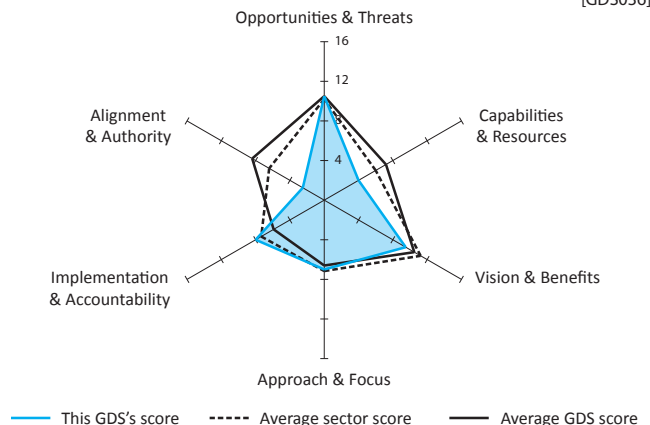 Opportunities & Threats
16
12
4
Alignment
& Authority
Capabilities
& Resources
Implementation
& Accountability
Vision & Benefits
Approach & Focus
This GDS's score
Average sector score
Average GDS score